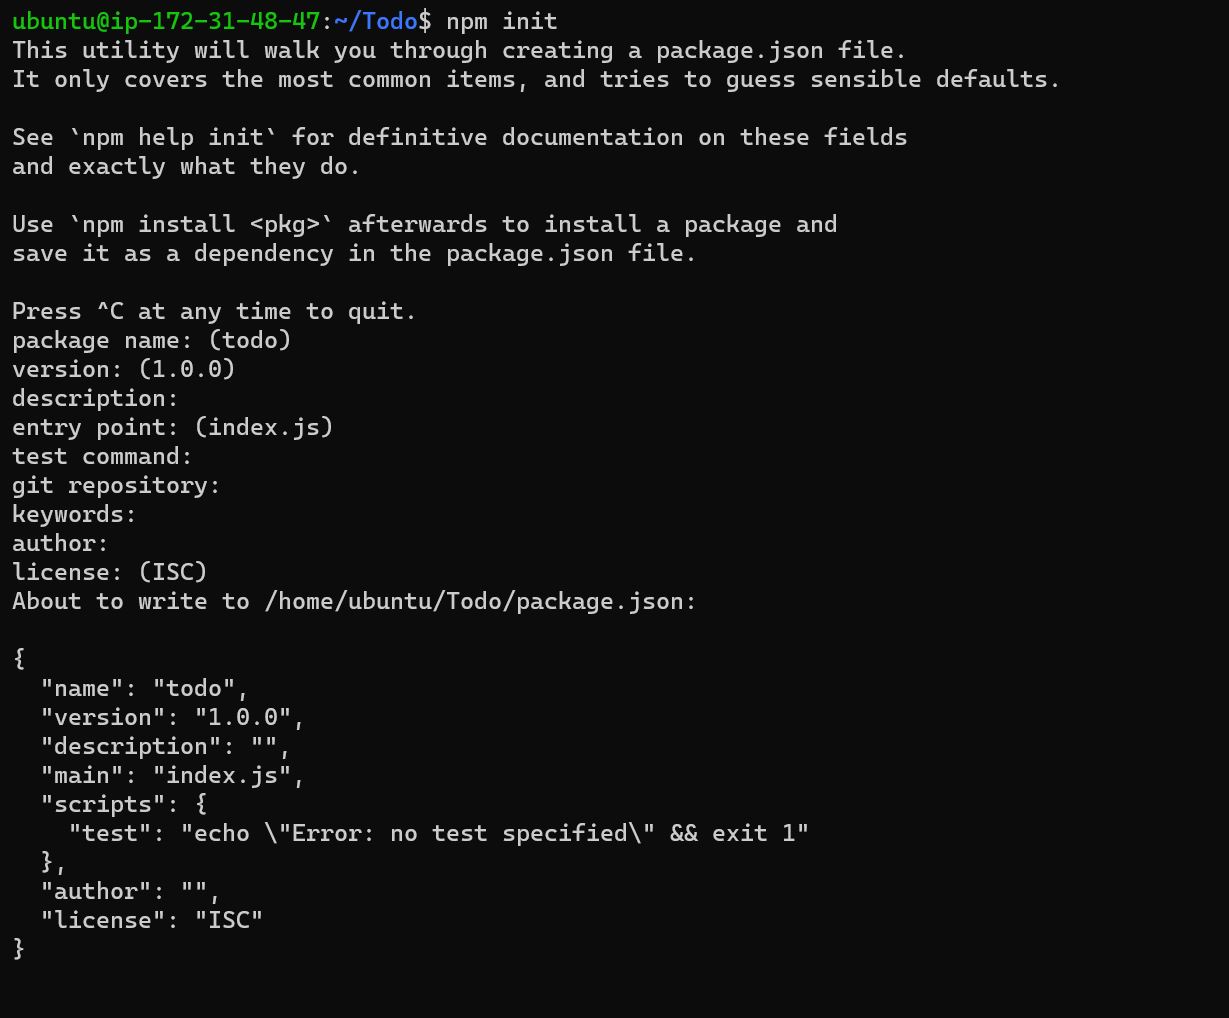 ubuntu@ip-172-31-48-47:~/Todo$ npm init
This utility will walk you through creating a package.json file.
It only covers the most common items, and tries to guess sensible defaults.

See `npm help init` for definitive documentation on these fields
and exactly what they do.

Use `npm install <pkg>` afterwards to install a package and
save it as a dependency in the package.json file.

Press ^C at any time to quit.
package name: (todo)
version: (1.0.0)
description:
entry point: (index.js)
test command:
git repository:
keywords:
author:
license: (ISC)
About to write to /home/ubuntu/Todo/package.json:

{
  "name": "todo",
  "version": "1.0.0",
  "description": "",
  "main": "index.js",
  "scripts": {
    "test": "echo \"Error: no test specified\" && exit 1"
  },
  "author": "",
  "license": "ISC"
}